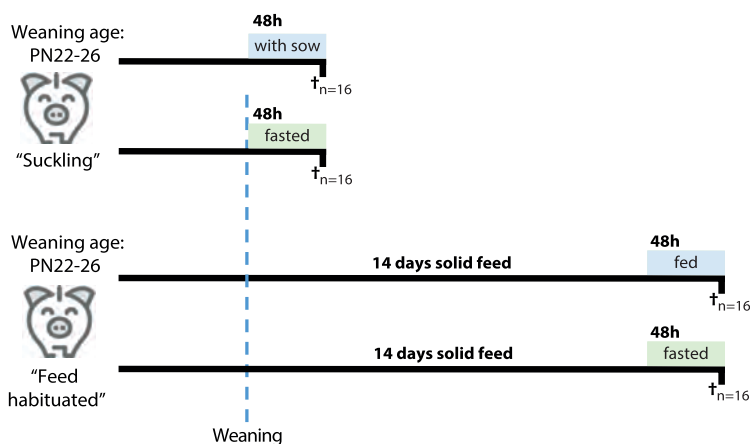 Weaning age:
PN22-26
48h
with sow
†n=16
48h
fasted
†n=16
“Suckling”
Weaning age:
PN22-26
14 days solid feed
48h
fed
†n=16
14 days solid feed
48h
fasted
†n=16
“Feed
habituated”
Weaning